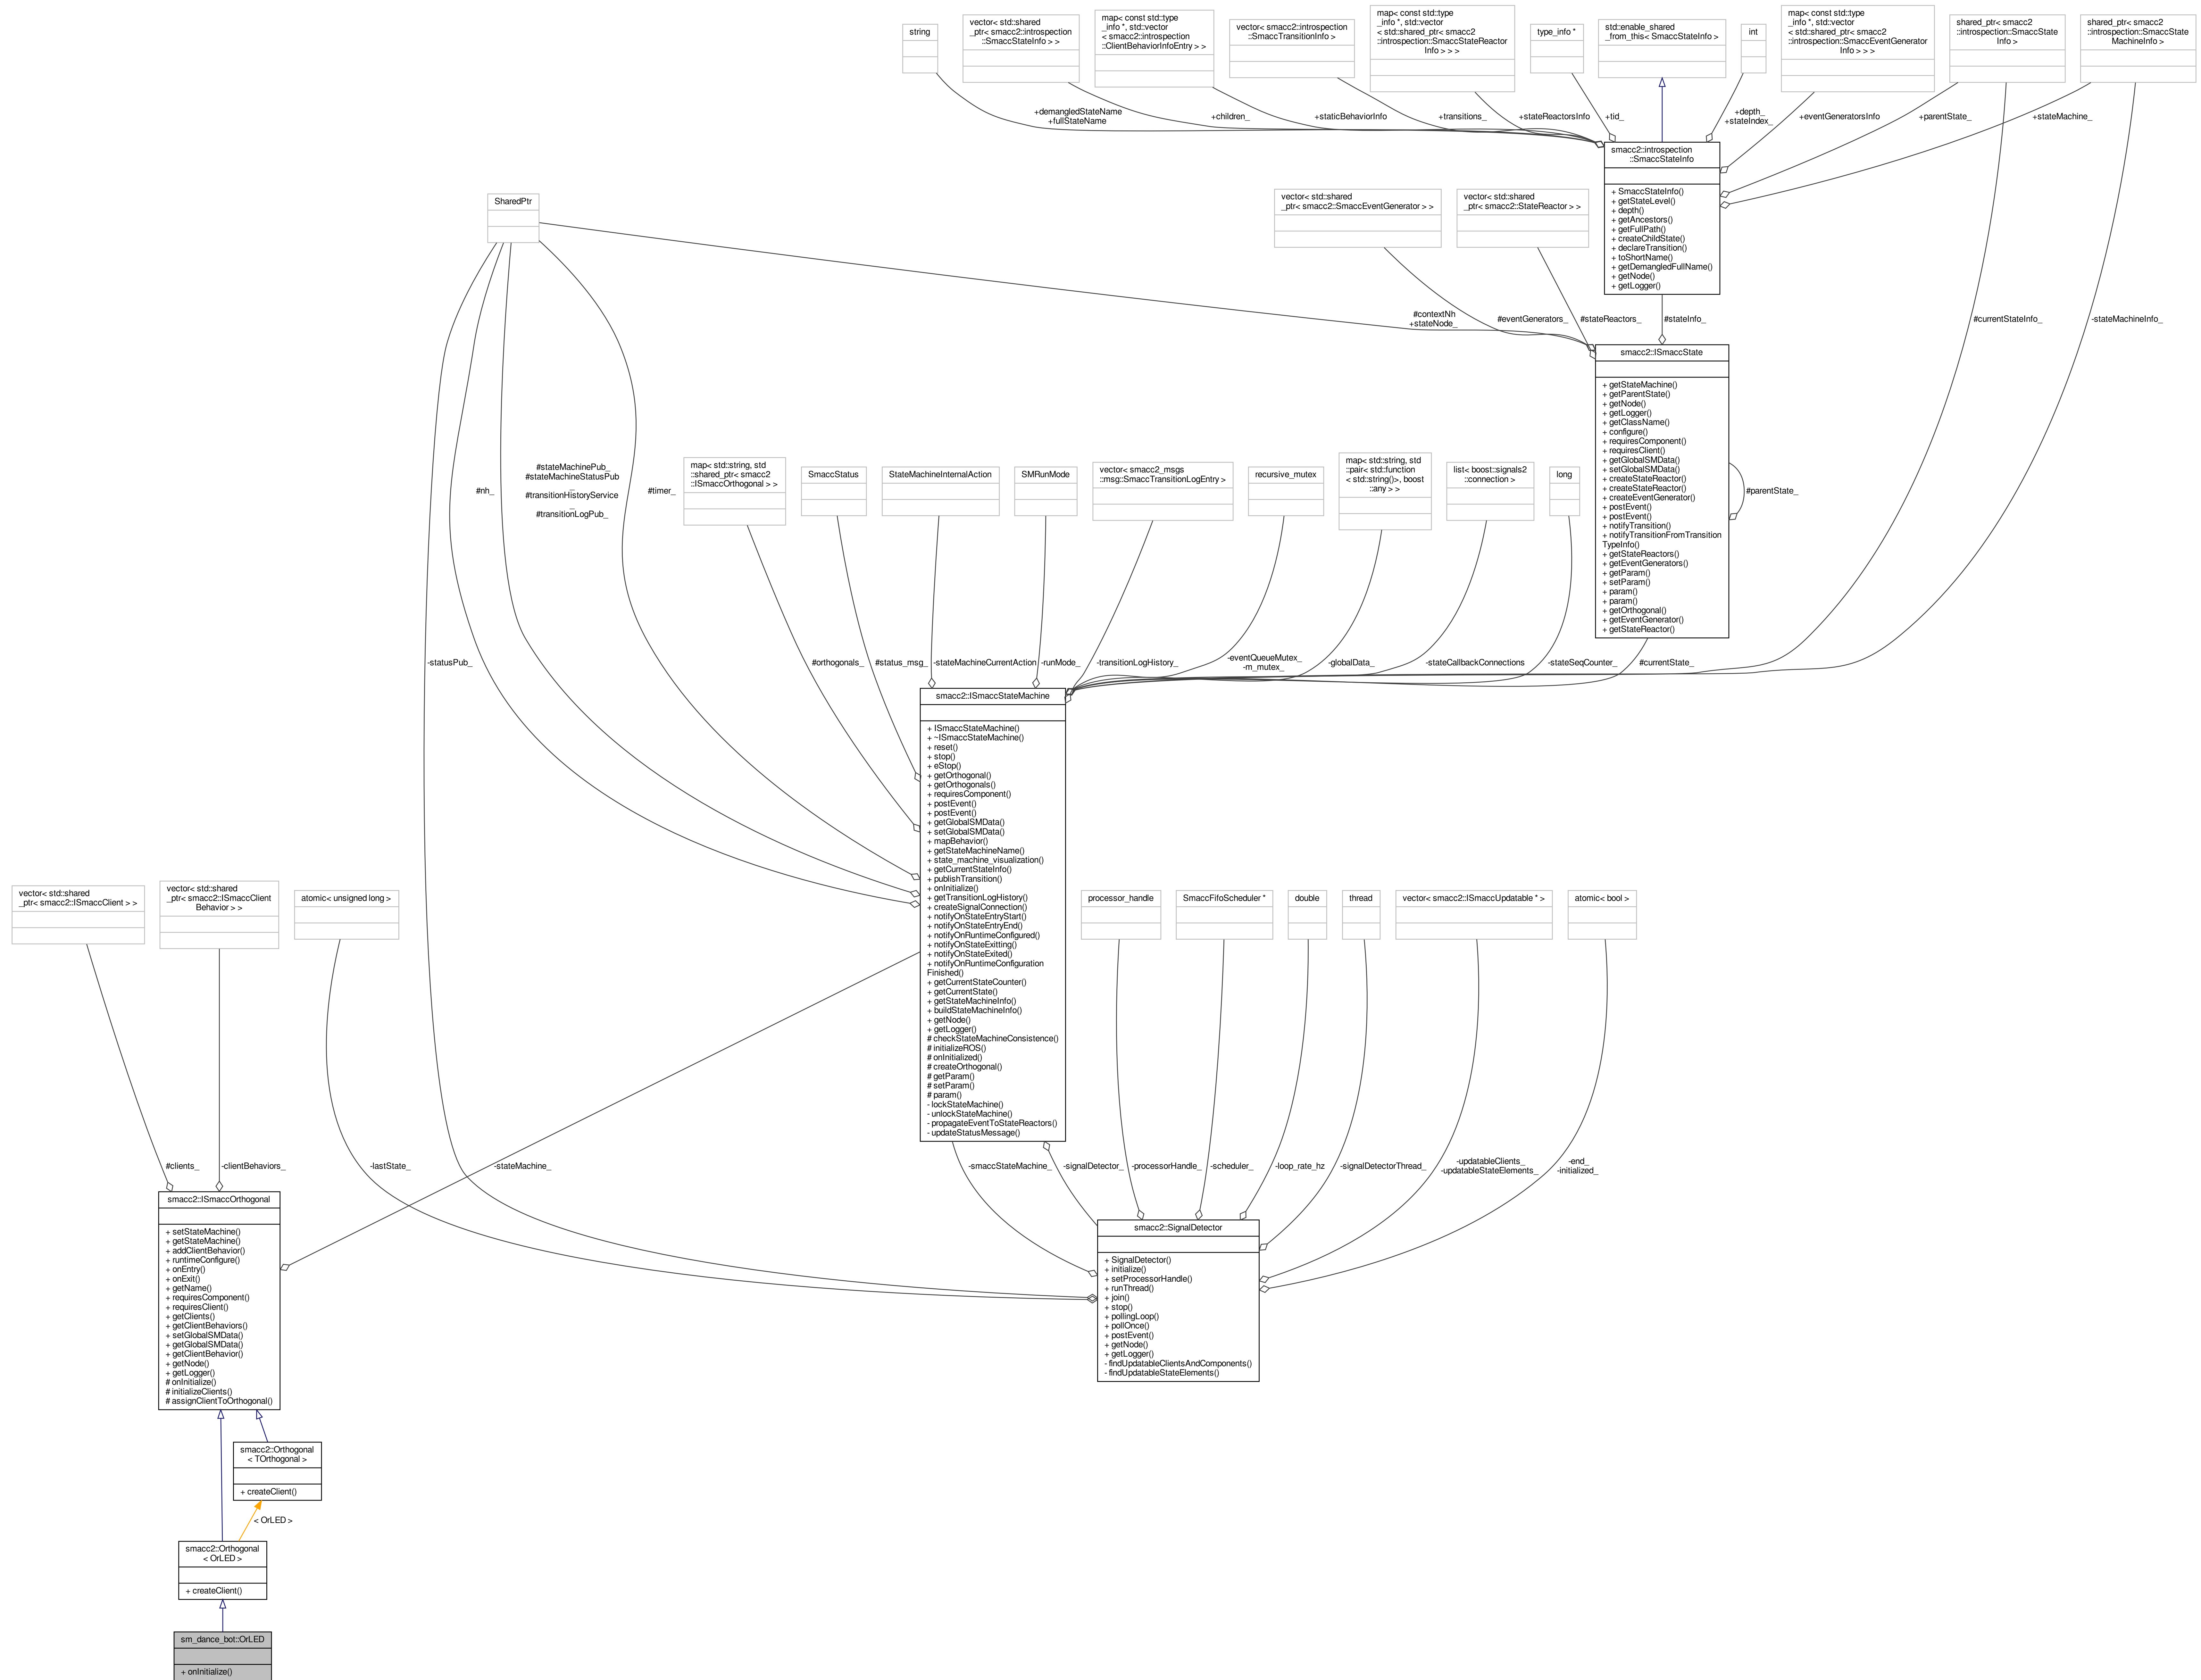 string
vector< std::shared
_ptr< smacc2::introspection
::SmaccStateInfo > >
map< const std::type
_info *, std::vector
< smacc2::introspection
::ClientBehaviorInfoEntry > >
vector< smacc2::introspection
::SmaccTransitionInfo >
map< const std::type
_info *, std::vector
< std::shared_ptr< smacc2
::introspection::SmaccStateReactor
Info > > >
type_info *
std::enable_shared
_from_this< SmaccStateInfo >
int
map< const std::type
_info *, std::vector
< std::shared_ptr< smacc2
::introspection::SmaccEventGenerator
Info > > >
shared_ptr< smacc2
::introspection::SmaccState
Info >
shared_ptr< smacc2
::introspection::SmaccState
MachineInfo >
+demangledStateName
+fullStateName
+children_
+staticBehaviorInfo
+transitions_
+stateReactorsInfo
+tid_
+depth_
+stateIndex_
+eventGeneratorsInfo
+parentState_
+stateMachine_
smacc2::introspection
::SmaccStateInfo
+ SmaccStateInfo()
+ getStateLevel()
+ depth()
+ getAncestors()
+ getFullPath()
+ createChildState()
+ declareTransition()
+ toShortName()
+ getDemangledFullName()
+ getNode()
+ getLogger()
SharedPtr
vector< std::shared
_ptr< smacc2::SmaccEventGenerator > >
vector< std::shared
_ptr< smacc2::StateReactor > >
#contextNh
+stateNode_
#eventGenerators_
#stateReactors_
#stateInfo_
#currentStateInfo_
-stateMachineInfo_
smacc2::ISmaccState
+ getStateMachine()
+ getParentState()
+ getNode()
+ getLogger()
+ getClassName()
+ configure()
+ requiresComponent()
+ requiresClient()
+ getGlobalSMData()
+ setGlobalSMData()
+ createStateReactor()
+ createStateReactor()
+ createEventGenerator()
+ postEvent()
+ postEvent()
+ notifyTransition()
+ notifyTransitionFromTransition
TypeInfo()
+ getStateReactors()
+ getEventGenerators()
+ getParam()
+ setParam()
+ param()
+ param()
+ getOrthogonal()
+ getEventGenerator()
+ getStateReactor()
#parentState_
#nh_
#stateMachinePub_
#stateMachineStatusPub
_
#transitionHistoryService
_
#transitionLogPub_
#timer_
map< std::string, std
::shared_ptr< smacc2
::ISmaccOrthogonal > >
SmaccStatus
StateMachineInternalAction
SMRunMode
vector< smacc2_msgs
::msg::SmaccTransitionLogEntry >
recursive_mutex
map< std::string, std
::pair< std::function
< std::string()>, boost
::any > >
list< boost::signals2
::connection >
long
-statusPub_
#orthogonals_
#status_msg_
-stateMachineCurrentAction
-runMode_
-transitionLogHistory_
-eventQueueMutex_
-m_mutex_
-globalData_
-stateCallbackConnections
-stateSeqCounter_
#currentState_
smacc2::ISmaccStateMachine
+ ISmaccStateMachine()
+ ~ISmaccStateMachine()
+ reset()
+ stop()
+ eStop()
+ getOrthogonal()
+ getOrthogonals()
+ requiresComponent()
+ postEvent()
+ postEvent()
+ getGlobalSMData()
+ setGlobalSMData()
+ mapBehavior()
+ getStateMachineName()
+ state_machine_visualization()
+ getCurrentStateInfo()
+ publishTransition()
+ onInitialize()
+ getTransitionLogHistory()
+ createSignalConnection()
+ notifyOnStateEntryStart()
+ notifyOnStateEntryEnd()
+ notifyOnRuntimeConfigured()
+ notifyOnStateExitting()
+ notifyOnStateExited()
+ notifyOnRuntimeConfiguration
Finished()
+ getCurrentStateCounter()
+ getCurrentState()
+ getStateMachineInfo()
+ buildStateMachineInfo()
+ getNode()
+ getLogger()
# checkStateMachineConsistence()
# initializeROS()
# onInitialized()
# createOrthogonal()
# getParam()
# setParam()
# param()
- lockStateMachine()
- unlockStateMachine()
- propagateEventToStateReactors()
- updateStatusMessage()
vector< std::shared
_ptr< smacc2::ISmaccClient > >
vector< std::shared
_ptr< smacc2::ISmaccClient
Behavior > >
atomic< unsigned long >
processor_handle
SmaccFifoScheduler *
double
thread
vector< smacc2::ISmaccUpdatable * >
atomic< bool >
#clients_
-clientBehaviors_
-lastState_
-stateMachine_
-smaccStateMachine_
-signalDetector_
-processorHandle_
-scheduler_
-loop_rate_hz
-signalDetectorThread_
-updatableClients_
-updatableStateElements_
-end_
-initialized_
smacc2::ISmaccOrthogonal
+ setStateMachine()
+ getStateMachine()
+ addClientBehavior()
+ runtimeConfigure()
+ onEntry()
+ onExit()
+ getName()
+ requiresComponent()
+ requiresClient()
+ getClients()
+ getClientBehaviors()
+ setGlobalSMData()
+ getGlobalSMData()
+ getClientBehavior()
+ getNode()
+ getLogger()
# onInitialize()
# initializeClients()
# assignClientToOrthogonal()
smacc2::SignalDetector
+ SignalDetector()
+ initialize()
+ setProcessorHandle()
+ runThread()
+ join()
+ stop()
+ pollingLoop()
+ pollOnce()
+ postEvent()
+ getNode()
+ getLogger()
- findUpdatableClientsAndComponents()
- findUpdatableStateElements()
smacc2::Orthogonal
< TOrthogonal >
+ createClient()
< OrLED >
smacc2::Orthogonal
< OrLED >
+ createClient()
sm_dance_bot::OrLED
+ onInitialize()